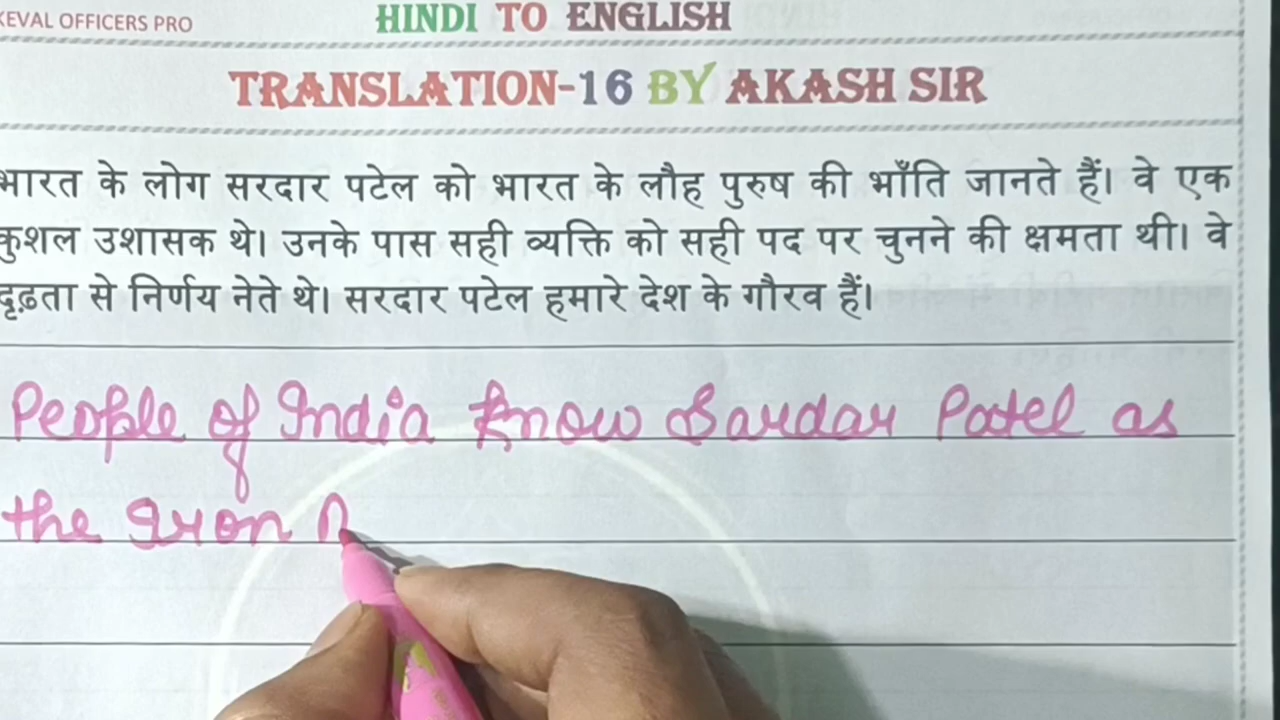 KEVAL OFFICERS PRO
HINDI TO ENGLISH
TRANSLATION-16 BY AKASH SIR
भारत के लोग सरदार पटेल को भारत के लौह पुरुष की भाँति जानते हैं। वे एक
कुशल उशासक थे। उनके पास सही व्यक्ति को सही पद पर चुनने की क्षमता थी। वे
दृढ़ता से निर्णय नेते थे। सरदार पटेल हमारे देश के गौरव हैं।
People of India know Sardar Patel as
the Iron